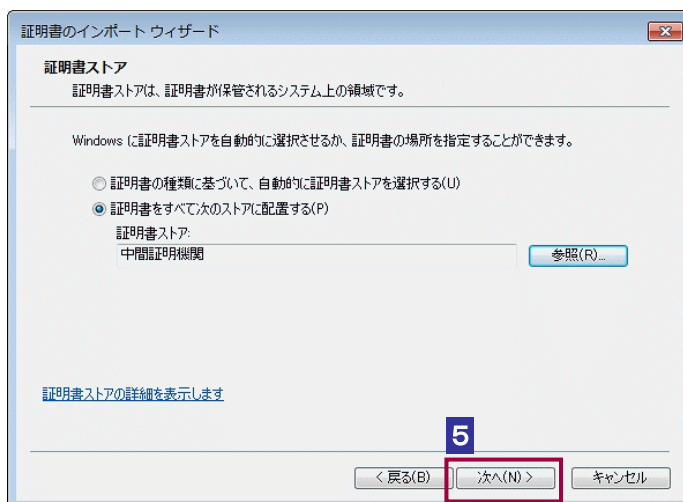 証明書のインポート ウィザード
証明書ストア
証明書ストアは、証明書が保管されるシステム上の領域です。
Windows に証明書ストアを自動的に選択させるか、証明書の場所を指定することができます。
証明書の種類に基づいて、自動的に証明書ストアを選択する(U)
証明書をすべて次のストアに配置する(P)
証明書ストア:
中間証明機関
参照(R)...
証明書ストアの詳細を表示します
5
< 戻る(B)
次へ(N) >
キャンセル